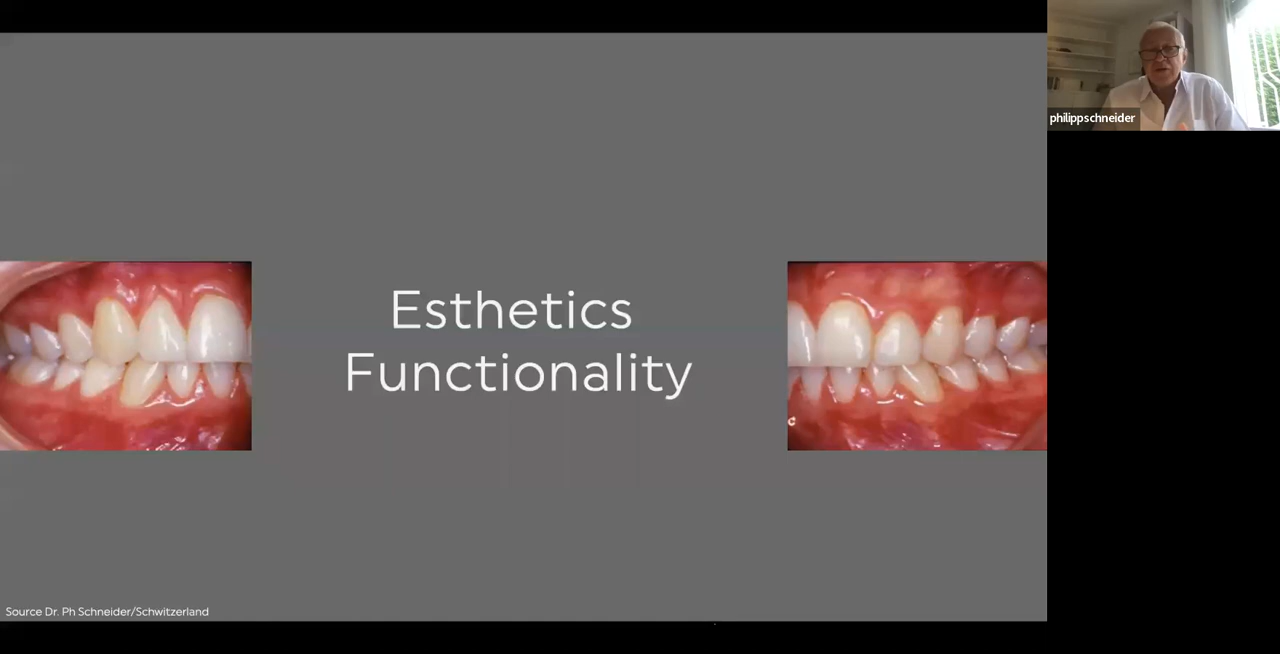 philippschneider
Esthetics
Functionality
Source Dr. Ph Schneider/Schwitzerland